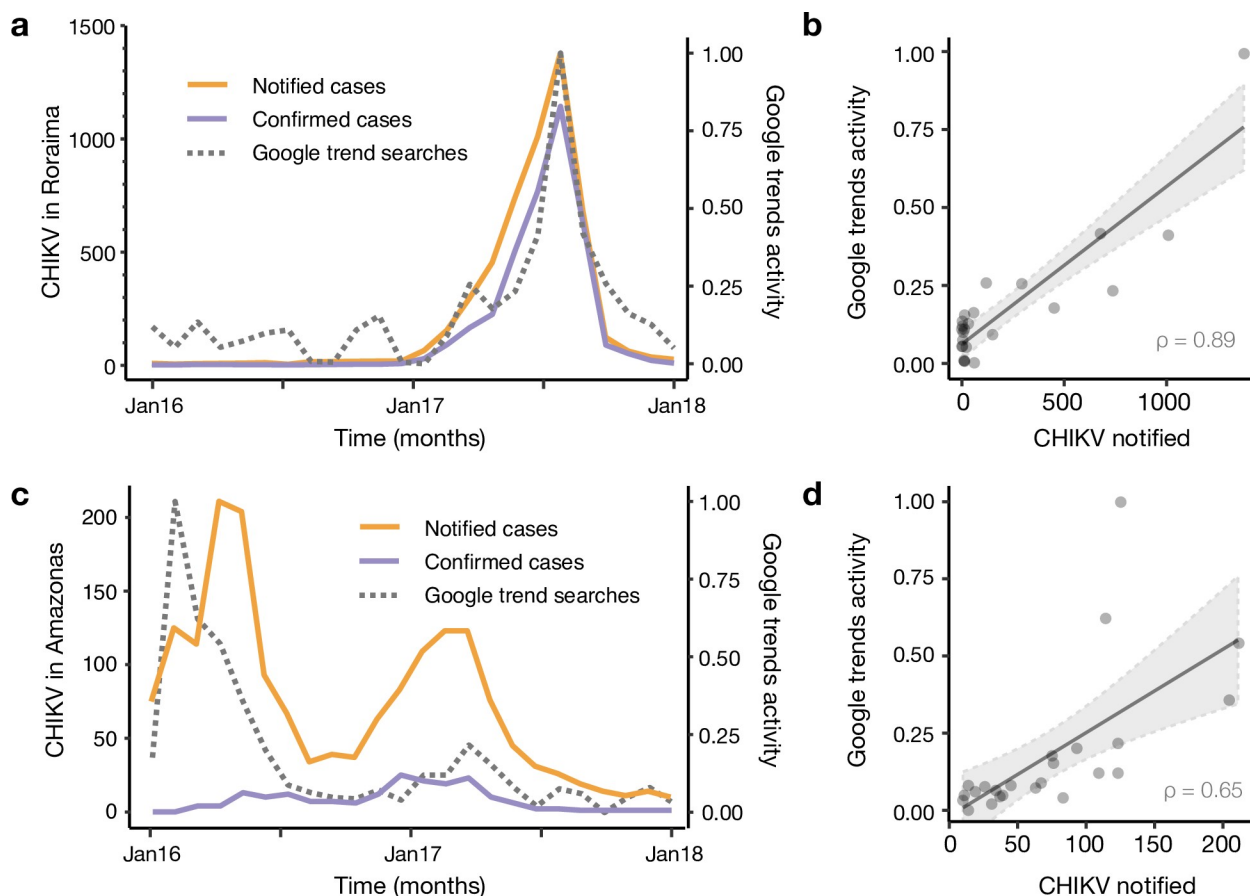 a
1500
1000
500
0
CHIKV in Roraima
Notified cases
Confirmed cases
Google trend searches
1.00
0.75
0.50
0.25
0.00
Google trends activity
Jan16
Jan17
Jan18
Time (months)
b
1.00
0.75
0.50
0.25
0.00
Google trends activity
ρ = 0.89
0
500
1000
CHIKV notified
c
200
150
100
50
0
CHIKV in Amazonas
Notified cases
Confirmed cases
Google trend searches
1.00
0.75
0.50
0.25
0.00
Google trends activity
Jan16
Jan17
Jan18
Time (months)
d
1.00
0.75
0.50
0.25
0.00
Google trends activity
ρ = 0.65
0
50
100
150
200
CHIKV notified